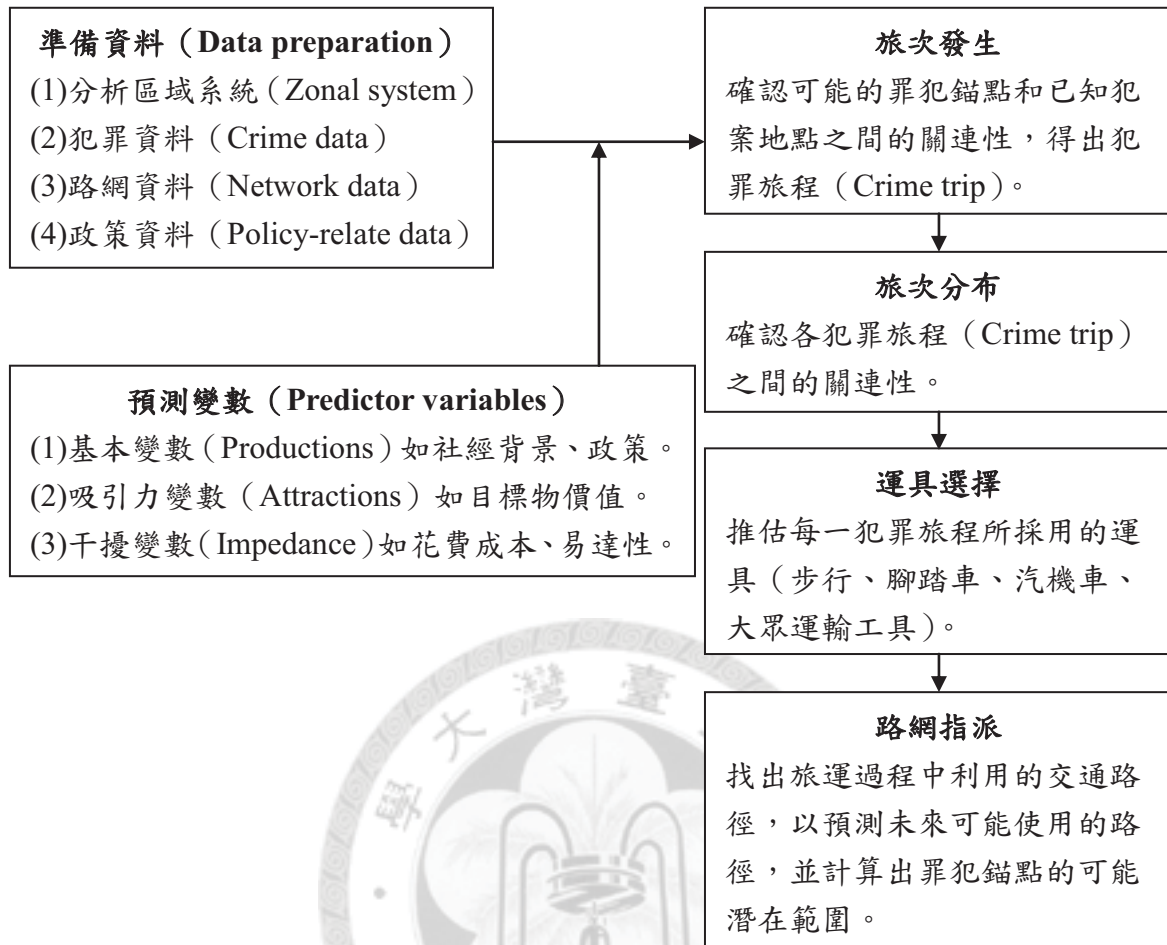 準備資料（Data preparation）
(1)分析區域系統（Zonal system）
(2)犯罪資料（Crime data）
(3)路網資料（Network data）
(4)政策資料（Policy-relate data）
預測變數（Predictor variables）
(1)基本變數（Productions）如社經背景、政策。
(2)吸引力變數（Attractions）如目標物價值。
(3)干擾變數（Impedance）如花費成本、易達性。
旅次發生
確認可能的罪犯錨點和已知犯
案地點之間的關連性，得出犯
罪旅程（Crime trip）。
旅次分布
確認各犯罪旅程（Crime trip）
之間的關連性。
運具選擇
推估每一犯罪旅程所採用的運
具（步行、腳踏車、汽機車、
大眾運輸工具）。
路網指派
找出旅運過程中利用的交通路
徑，以預測未來可能使用的路
徑，並計算出罪犯錨點的可能
潛在範圍。
學大灣臺